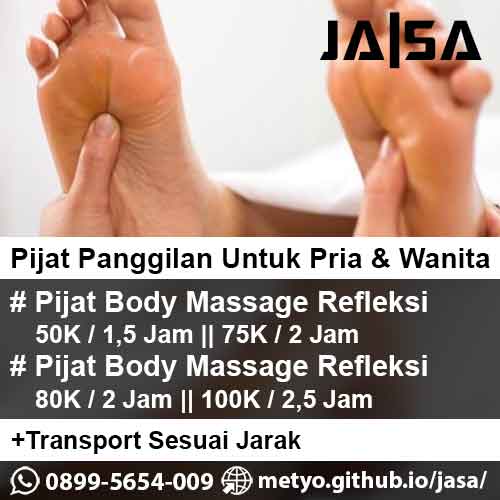 JA|SA
Pijat Panggilan Untuk Pria & Wanita
# Pijat Body Massage Refleksi
50K / 1,5 Jam || 75K / 2 Jam
# Pijat Body Massage Refleksi
80K / 2 Jam || 100K / 2,5 Jam
+Transport Sesuai Jarak
0899-5654-009 metyo.github.io/jasa/